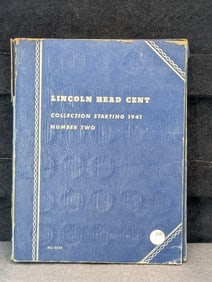 LINCOLN HEAD CENT
COLLECTION STARTING 1941
NUMBER TWO